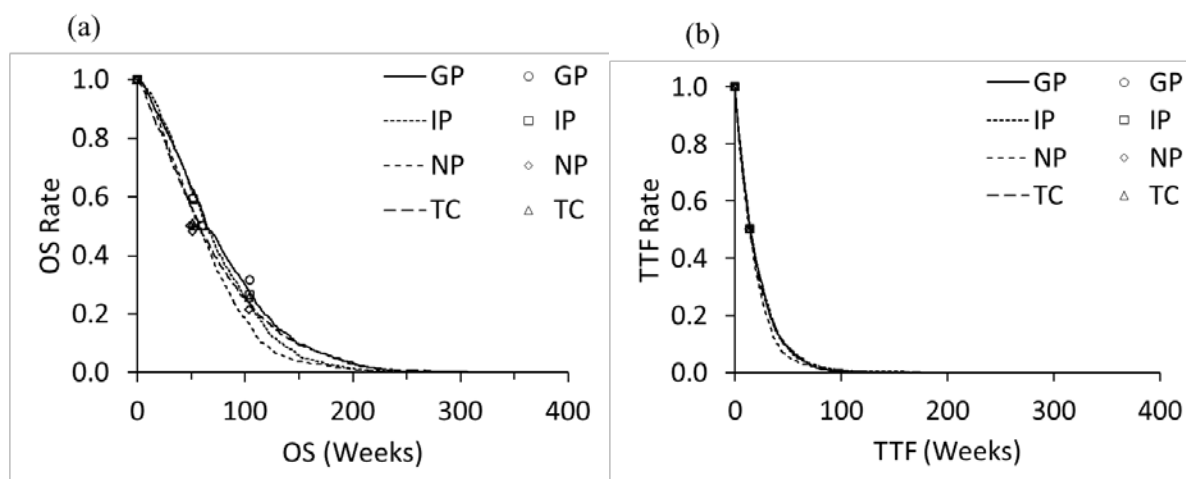 (a)
1.0
0.8
0.6
0.4
0.2
0.0
OS Rate
GP GP
IP IP
NP NP
TC TC
0 100 200 300 400
OS (Weeks)
(b)
1.0
0.8
0.6
0.4
0.2
0.0
TTF Rate
GP GP
IP IP
NP NP
TC TC
0 100 200 300 400
TTF (Weeks)